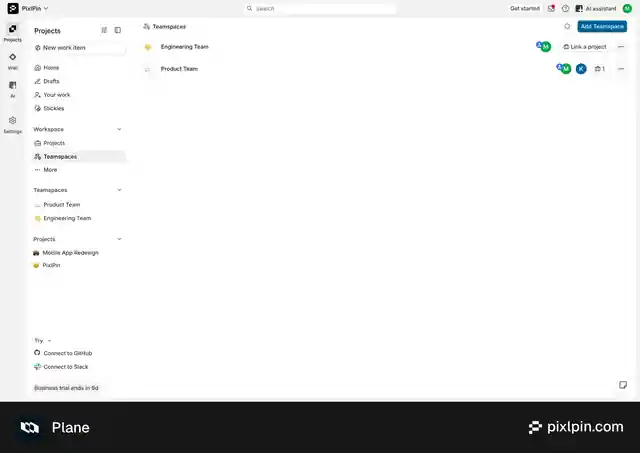 PixlPin
Search
Get started
AI assistant
M
Projects
Wiki
AI
Settings
Projects
New work item
Home
Drafts
Your work
Stickies
Workspace
Projects
Teamspaces
More
Teamspaces
Product Team
Engineering Team
Projects
Mobile App Redesign
PixlPin
Try
Connect to GitHub
Connect to Slack
Business trial ends in 6d
Teamspaces
Add Teamspace
Engineering Team
M
Link a project
Product Team
M
K
1
Plane
pixlpin.com